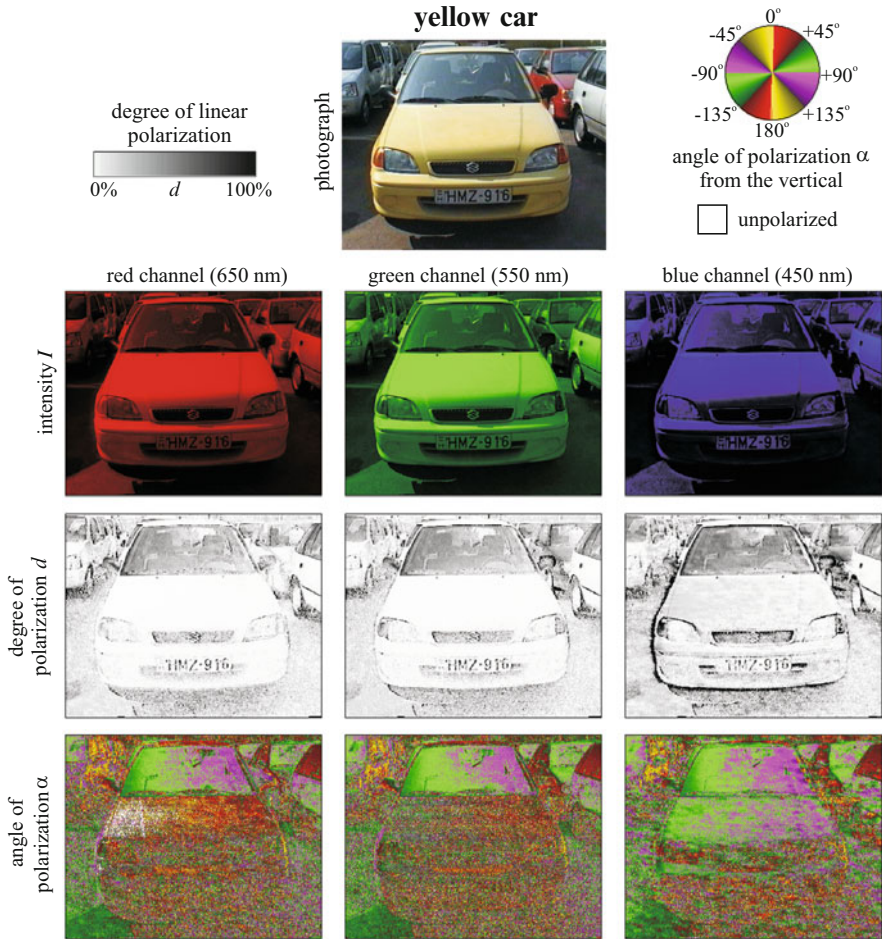 yellow car
degree of linear
polarization
0% d 100%
photograph
HMZ-916
0°
-45° +45°
-90° +90°
-135° +135°
180°
angle of polarization α
from the vertical
unpolarized
red channel (650 nm) green channel (550 nm) blue channel (450 nm)
intensity I
HMZ-916 HMZ-916 HMZ-916
degree of
polarization d
HMZ-916 HMZ-916 HMZ-916
angle of
polarization α